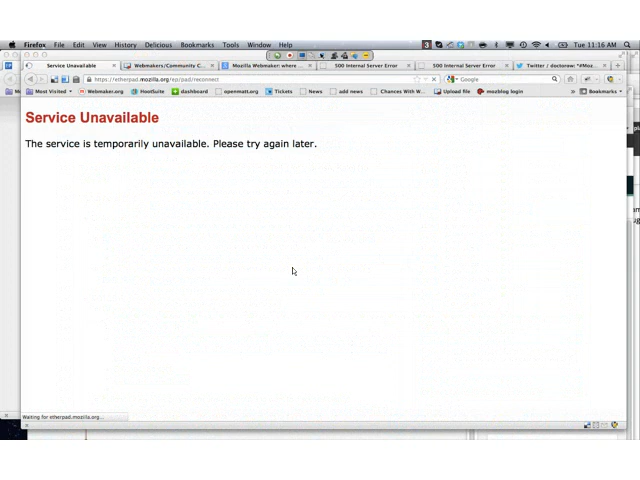 Firefox File Edit View History Delicious Bookmarks Tools Window Help 3 Tue 11:16 AM
Service Unavailable Webmakers/Community C... Mozilla Webmaker: where ... 500 Internal Server Error 500 Internal Server Error Twitter / doctorow: "#Moz...
https://etherpad.mozilla.org/ep/pad/reconnect Google
Most Visited Webmaker.org HootSuite dashboard openmatt.org Tickets News add news Chances With W... Upload file mozblog login » Bookmarks
Service Unavailable
The service is temporarily unavailable. Please try again later.
Waiting for etherpad.mozilla.org...